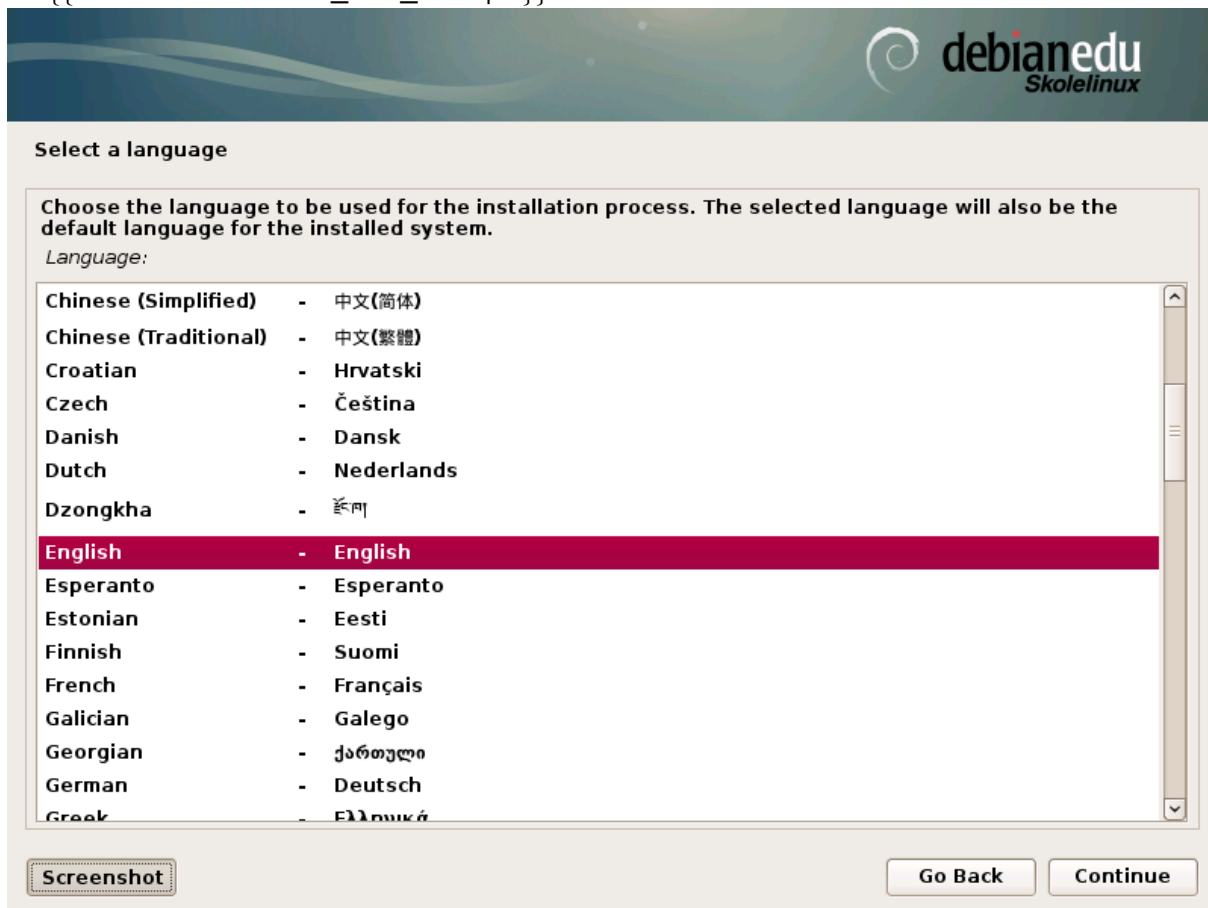 debianedu
Skolelinux
Select a language
Choose the language to be used for the installation process. The selected language will also be the
default language for the installed system.
Language:
Chinese (Simplified) - 中文(简体)
Chinese (Traditional) - 中文(繁體)
Croatian - Hrvatski
Czech - Čeština
Danish - Dansk
Dutch - Nederlands
Dzongkha - རྫོང་ཁ།
English - English
Esperanto - Esperanto
Estonian - Eesti
Finnish - Suomi
French - Français
Galician - Galego
Georgian - ქართული
German - Deutsch
Greek - Ελληνικά
Screenshot
Go Back
Continue